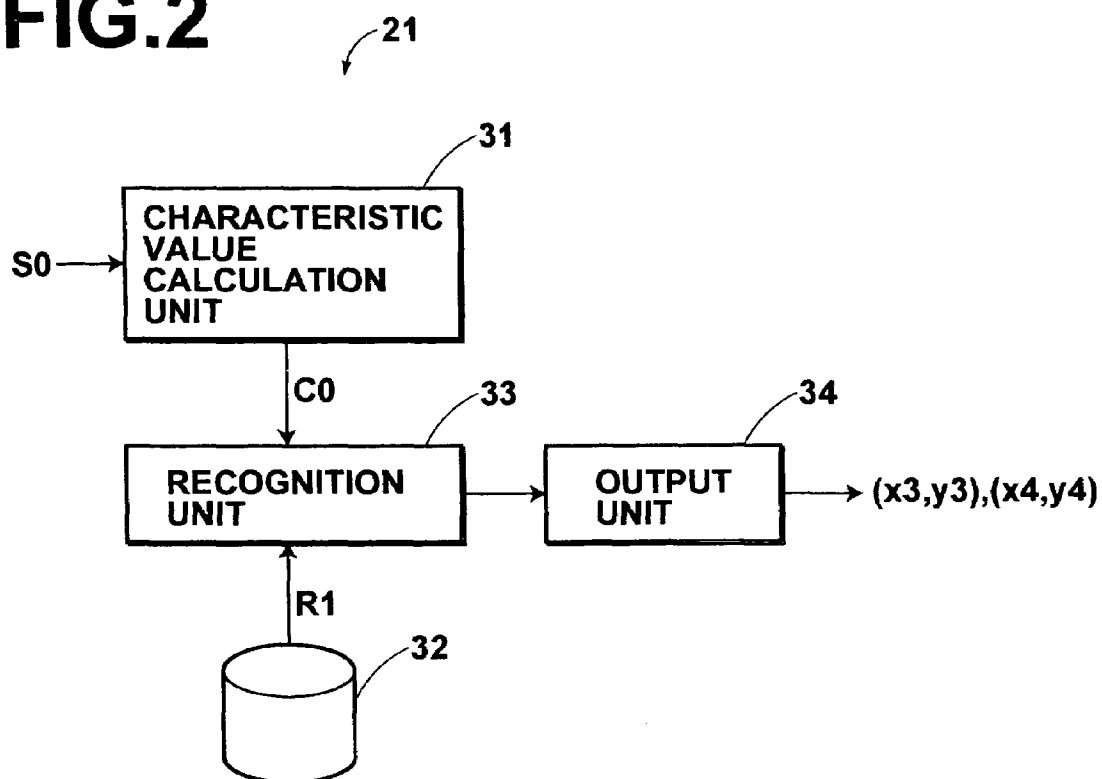 FIG.2
21
31
CHARACTERISTIC
VALUE
CALCULATION
UNIT
S0
C0
33
34
RECOGNITION
UNIT
OUTPUT
UNIT
(x3,y3),(x4,y4)
R1
32